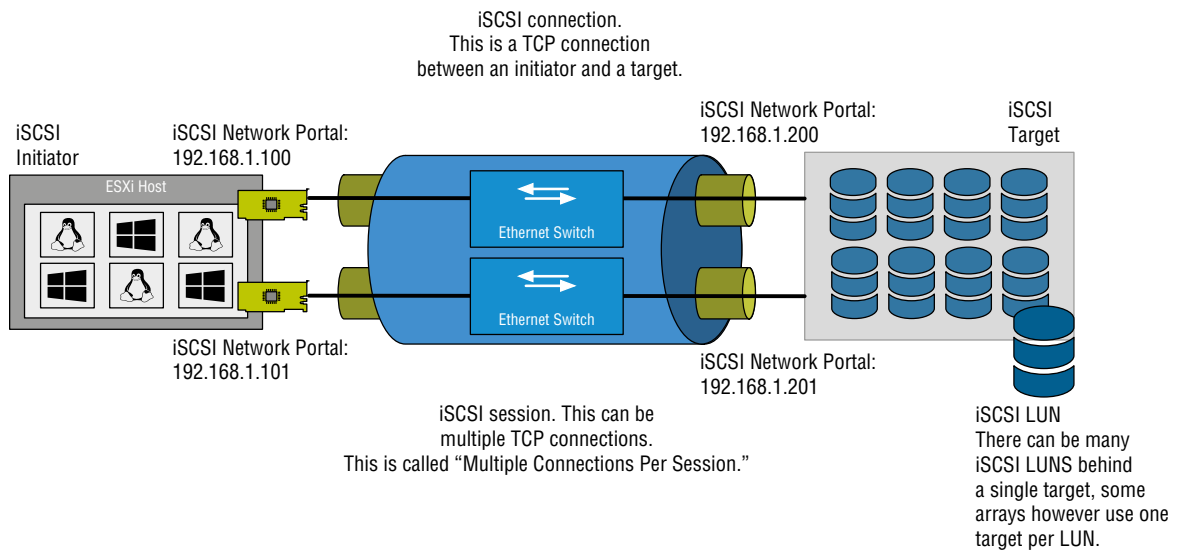 iSCSI connection.
This is a TCP connection
between an initiator and a target.
iSCSI
Initiator
iSCSI Network Portal:
192.168.1.100
iSCSI Network Portal:
192.168.1.200
iSCSI
Target
ESXi Host
Ethernet Switch
Ethernet Switch
iSCSI Network Portal:
192.168.1.101
iSCSI Network Portal:
192.168.1.201
iSCSI session. This can be
multiple TCP connections.
This is called “Multiple Connections Per Session.”
iSCSI LUN
There can be many
iSCSI LUNS behind
a single target, some
arrays however use one
target per LUN.